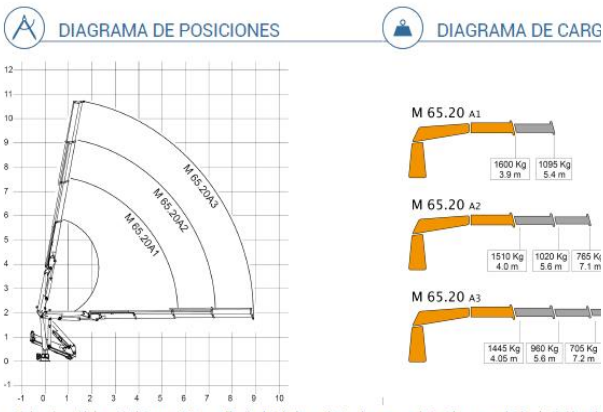 DIAGRAMA DE POSICIONES
12
11
10
9
8
7
6
5
4
3
2
1
0
-1
-1 0 1 2 3 4 5 6 7 8 9 10
M 65.20A3
M 65.20A2
M 65.20A1
DIAGRAMA DE CARG
M 65.20 A1
1600 Kg 1095 Kg
3.9 m 5.4 m
M 65.20 A2
1510 Kg 1020 Kg 765 Kg
4.0 m 5.6 m 7.1 m
M 65.20 A3
1445 Kg 960 Kg 705 Kg
4.05 m 5.6 m 7.2 m